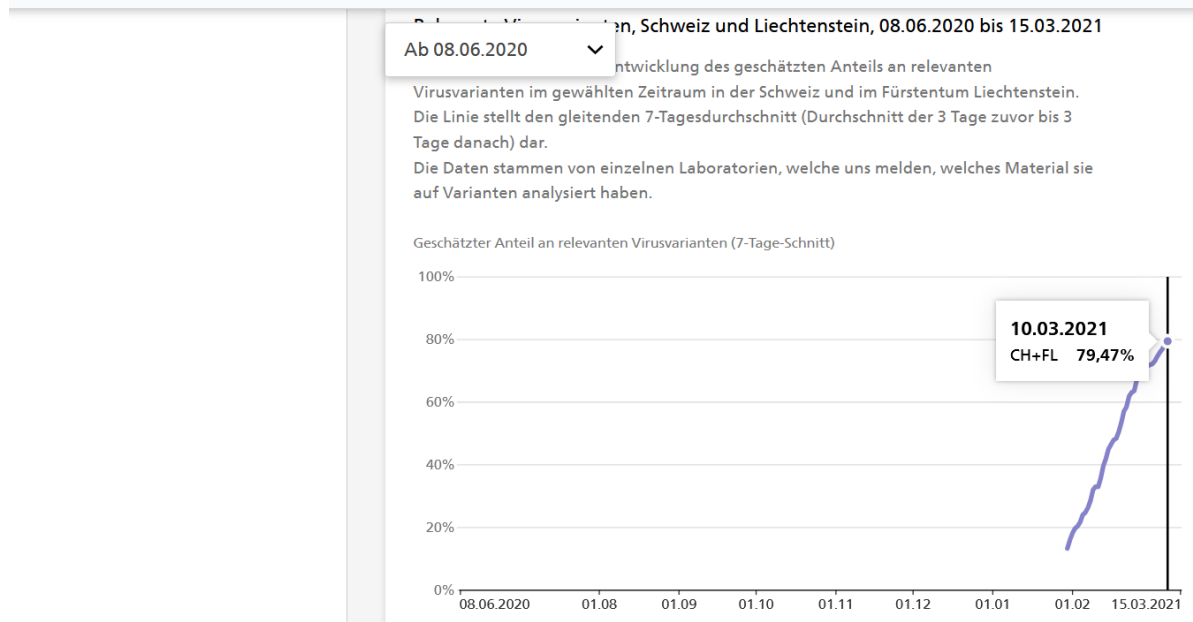 en, Schweiz und Liechtenstein, 08.06.2020 bis 15.03.2021
Ab 08.06.2020
ntwicklung des geschätzten Anteils an relevanten
Virusvarianten im gewählten Zeitraum in der Schweiz und im Fürstentum Liechtenstein.
Die Linie stellt den gleitenden 7-Tagesdurchschnitt (Durchschnitt der 3 Tage zuvor bis 3
Tage danach) dar.
Die Daten stammen von einzelnen Laboratorien, welche uns melden, welches Material sie
auf Varianten analysiert haben.
Geschätzter Anteil an relevanten Virusvarianten (7-Tage-Schnitt)
100%
80%
60%
40%
20%
0%
10.03.2021
CH+FL 79,47%
08.06.2020 01.08 01.09 01.10 01.11 01.12 01.01 01.02 15.03.2021